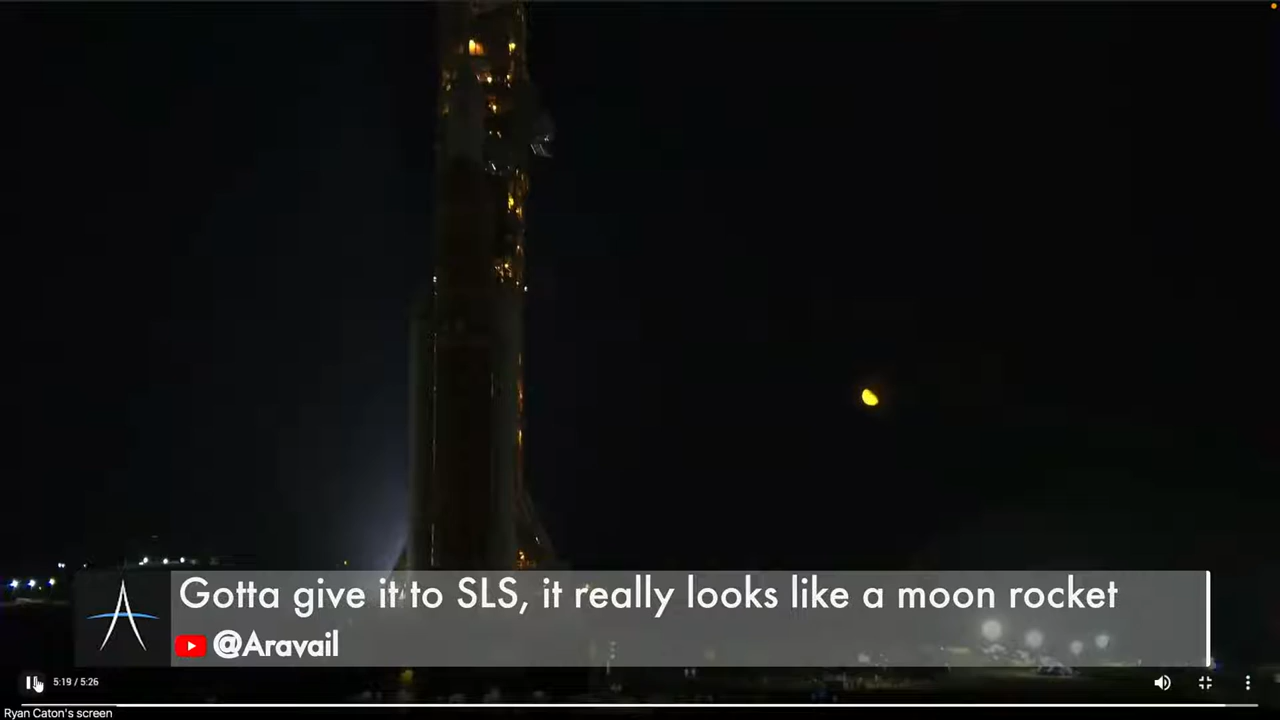 Gotta give it to SLS, it really looks like a moon rocket
@Aravail
5:19 / 5:26
Ryan Caton's screen